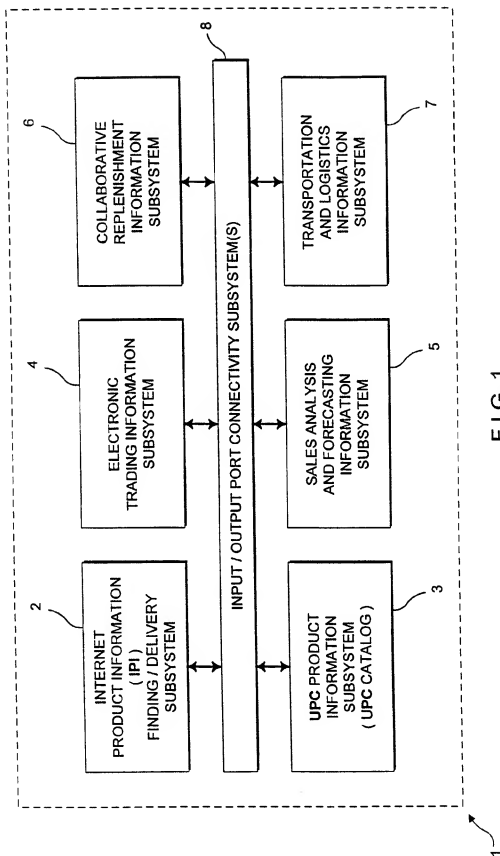 2
INTERNET
PRODUCT INFORMATION
( IPI )
FINDING / DELIVERY
SUBSYSTEM
4
ELECTRONIC
TRADING INFORMATION
SUBSYSTEM
6
COLLABORATIVE
REPLENISHMENT
INFORMATION
SUBSYSTEM
INPUT / OUTPUT PORT CONNECTIVITY SUBSYSTEM(S)
8
UPC PRODUCT
INFORMATION
SUBSYSTEM
( UPC CATALOG )
3
SALES ANALYSIS
AND FORECASTING
INFORMATION
SUBSYSTEM
5
TRANSPORTATION
AND LOGISTICS
INFORMATION
SUBSYSTEM
7
1
FIG. 1